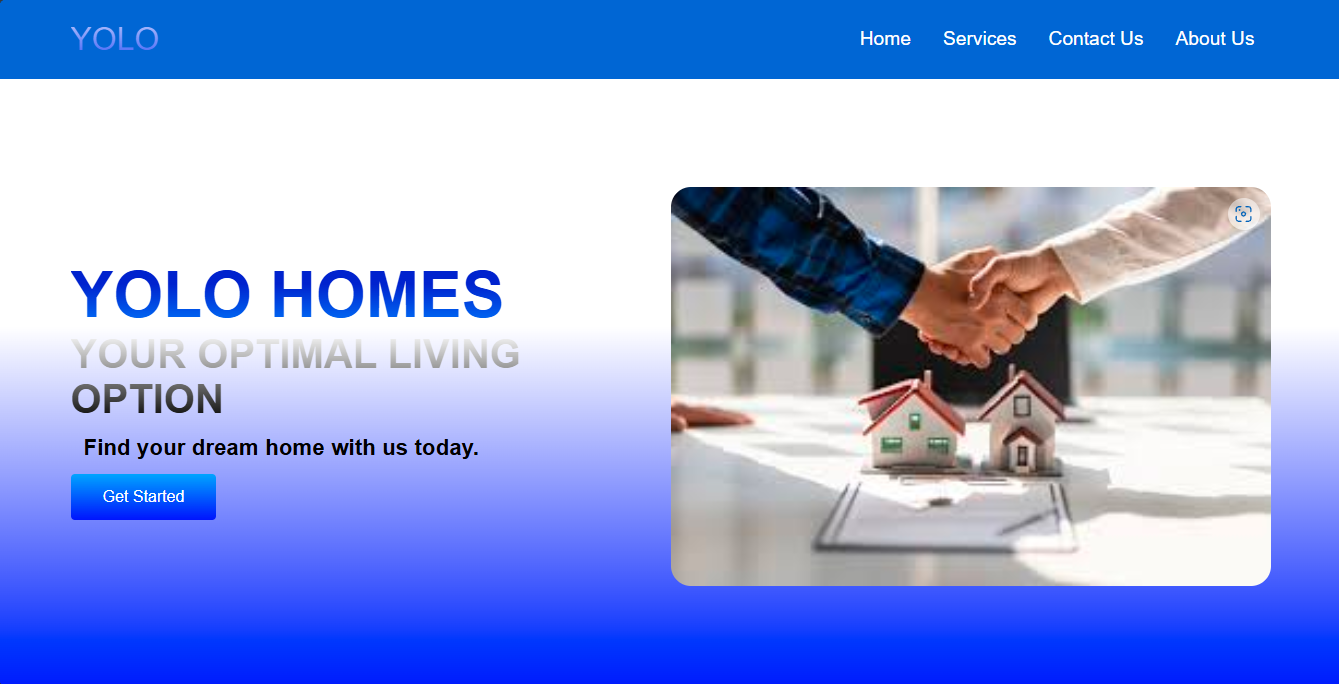 YOLO
Home Services Contact Us About Us
YOLO HOMES
YOUR OPTIMAL LIVING
OPTION
Find your dream home with us today.
Get Started